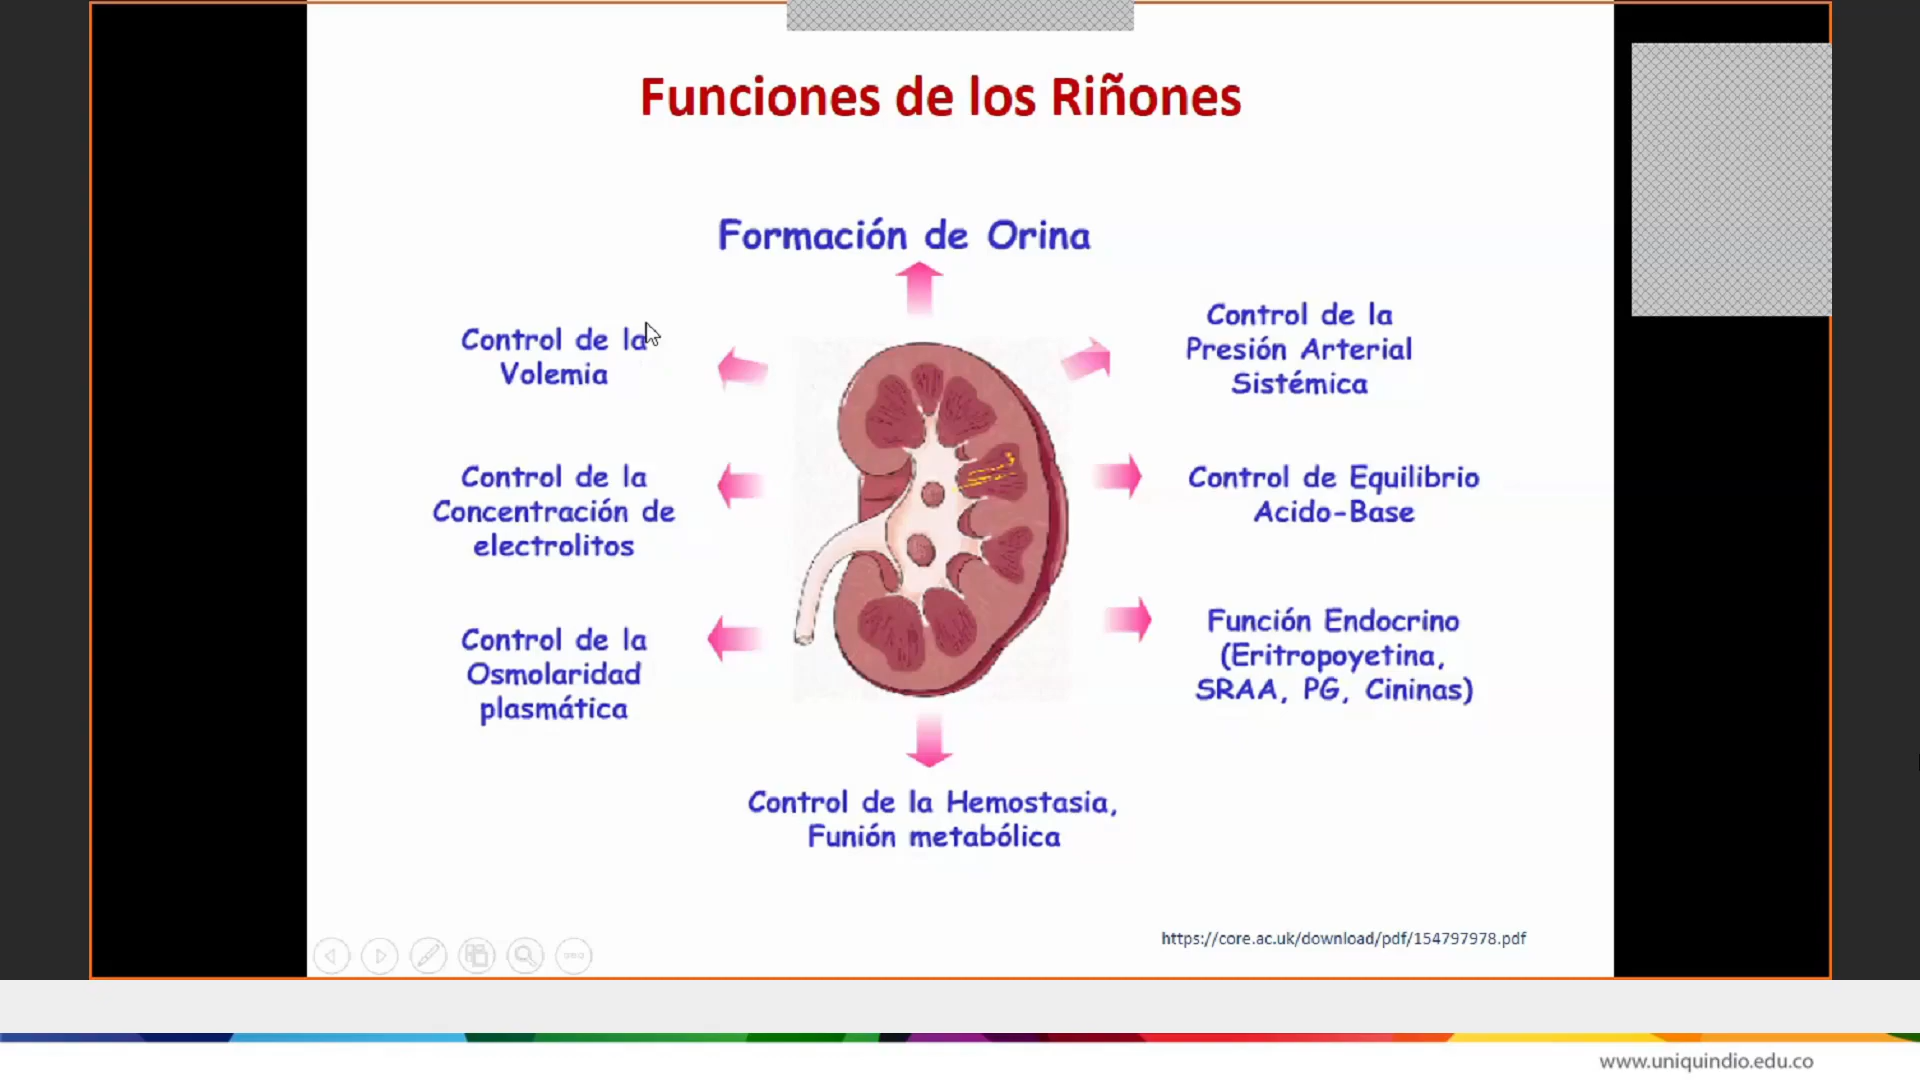 Funciones de los Riñones
Formación de Orina
Control de la
Volemia
Control de la
Presión Arterial
Sistémica
Control de la
Concentración de
electrolitos
Control de Equilibrio
Acido-Base
Control de la
Osmolaridad
plasmática
Función Endocrino
(Eritropoyetina,
SRAA, PG, Cininas)
Control de la Hemostasia,
Funión metabólica
https://core.ac.uk/download/pdf/154797978.pdf
www.uniquindio.edu.co